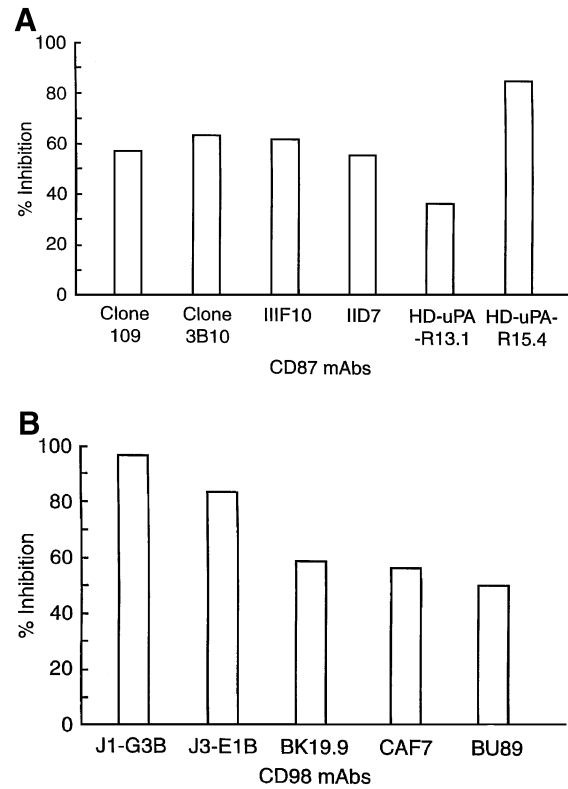 A
100
80
60
40
20
0
% Inhibition
Clone 109
Clone 3B10
IIIF10
IID7
HD-uPA -R13.1
HD-uPA- R15.4
CD87 mAbs
B
100
80
60
40
20
0
% Inhibition
J1-G3B
J3-E1B
BK19.9
CAF7
BU89
CD98 mAbs